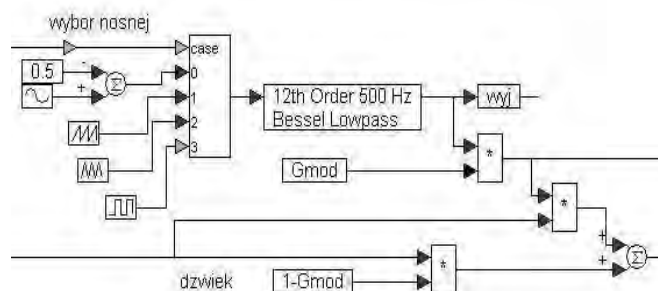 wybor nosnej
case
0.5
-
+
Σ
0
1
2
3
12th Order 500 Hz
Bessel Lowpass
wyj
Gmod
*
*
+
+
Σ
dzwiek
1-Gmod
*